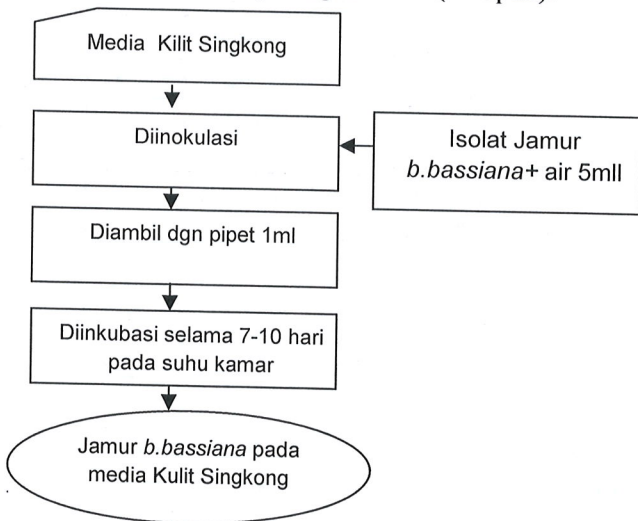 Media Kilit Singkong
Diinokulasi
Isolat Jamur
b.bassiana+ air 5mll
Diambil dgn pipet 1ml
Diinkubasi selama 7-10 hari
pada suhu kamar
Jamur b.bassiana pada
media Kulit Singkong